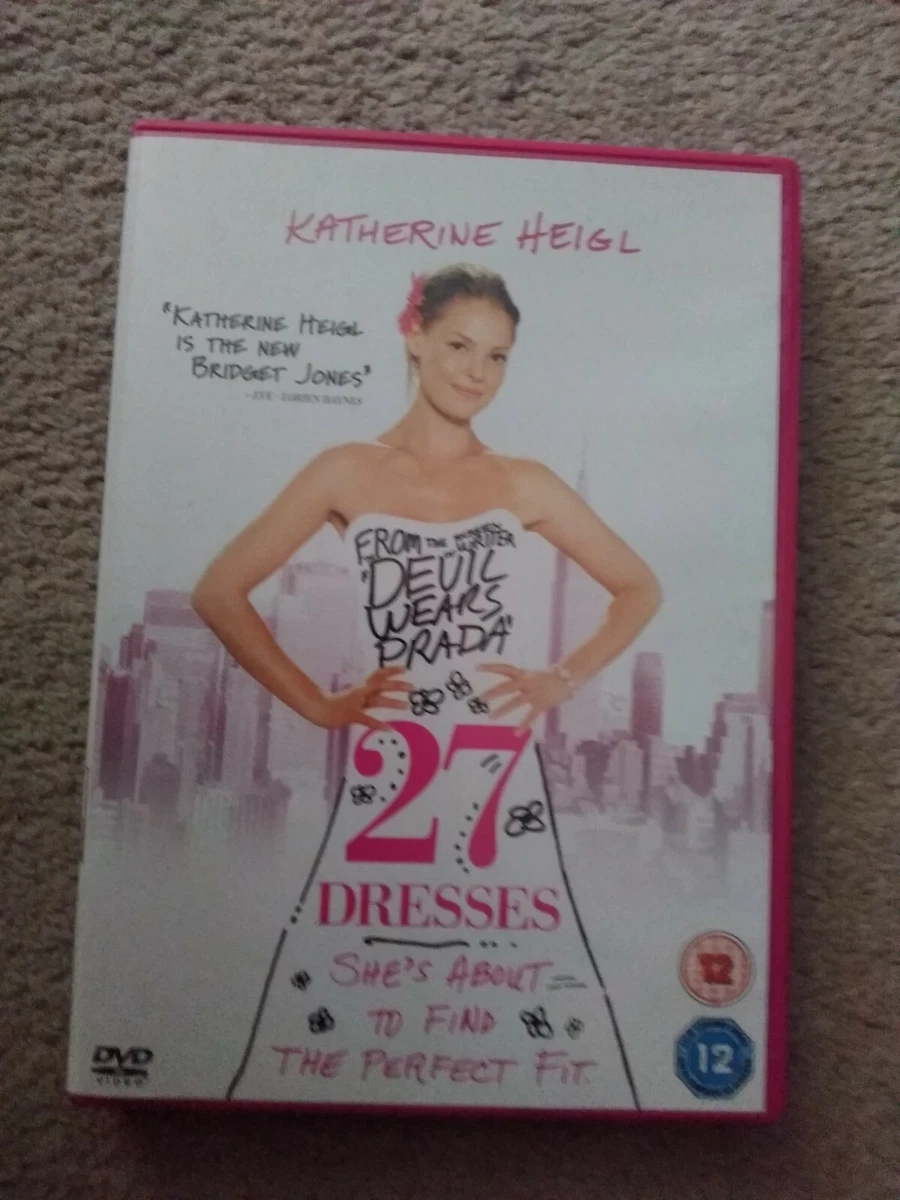 KATHERINE HEIGL
"KATHERINE HEIGL
IS THE NEW
BRIDGET JONES"
FROM THE
WRITER
'DEVIL
WEARS
PRADA'
27
DRESSES
SHE'S ABOUT
TO FIND
THE PERFECT FIT.
12
DVD
VIDEO
12